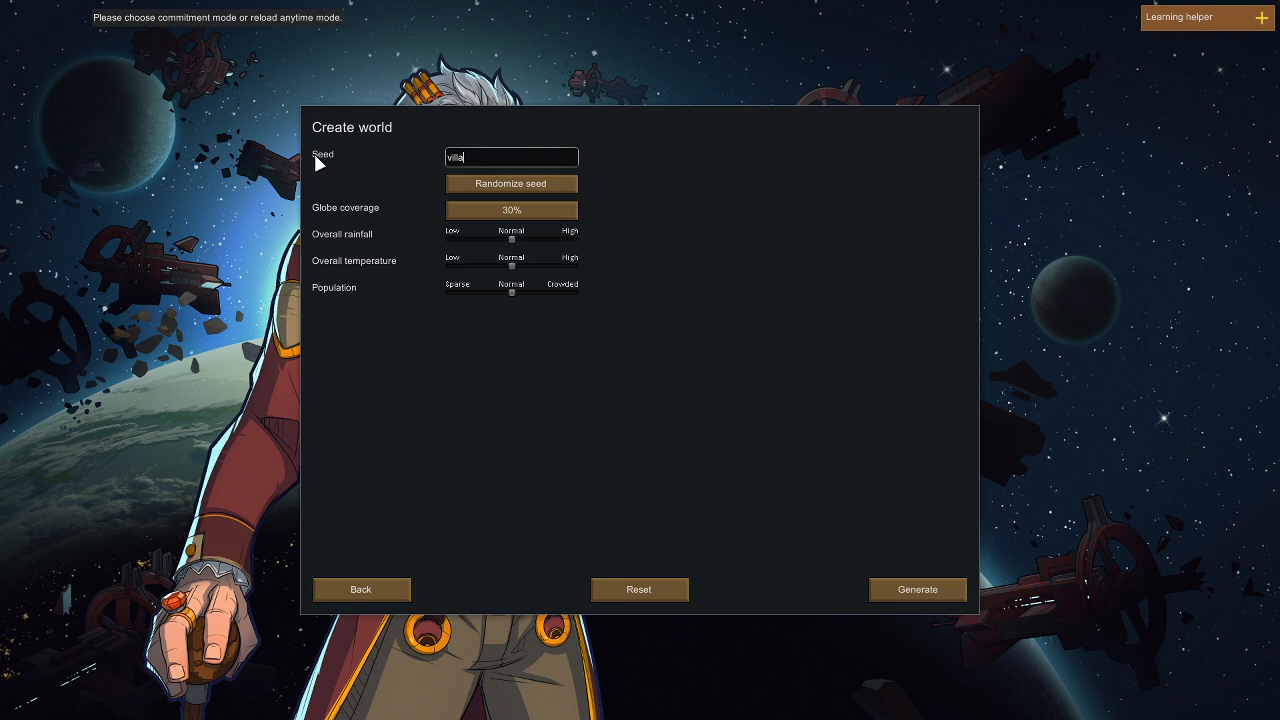 Please choose commitment mode or reload anytime mode.
Learning helper
Create world
Seed
villa
Randomize seed
Globe coverage
30%
Overall rainfall
Low Normal High
Overall temperature
Low Normal High
Population
Sparse Normal Crowded
Back
Reset
Generate